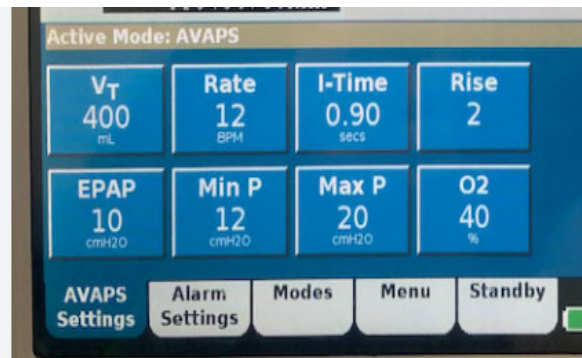 Active Mode: AVAPS
VT Rate I-Time Rise
400 12 0.90 2
mL BPM secs
EPAP Min P Max P O2
10 12 20 40
cmH2O cmH2O cmH2O %
AVAPS Alarm Modes Menu Standby
Settings Settings